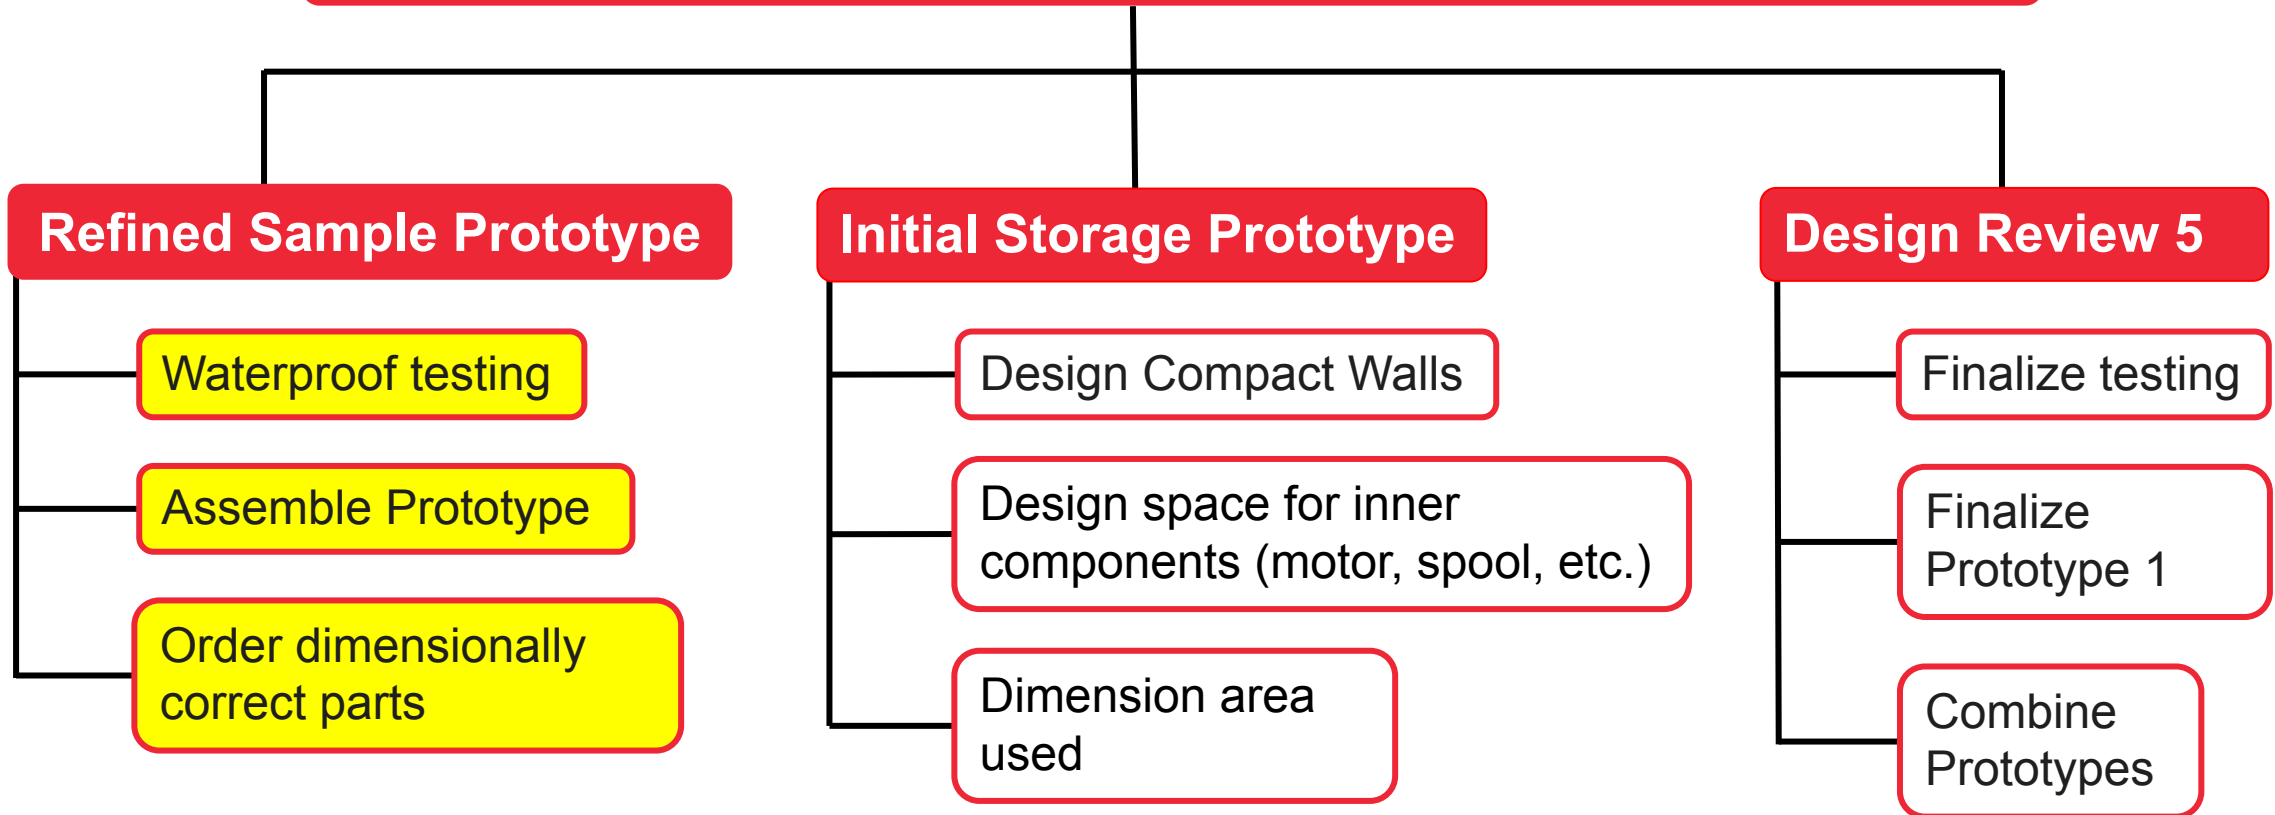 Refined Sample Prototype
Waterproof testing
Assemble Prototype
Order dimensionally
correct parts
Initial Storage Prototype
Design Compact Walls
Design space for inner
components (motor, spool, etc.)
Dimension area
used
Design Review 5
Finalize testing
Finalize
Prototype 1
Combine
Prototypes